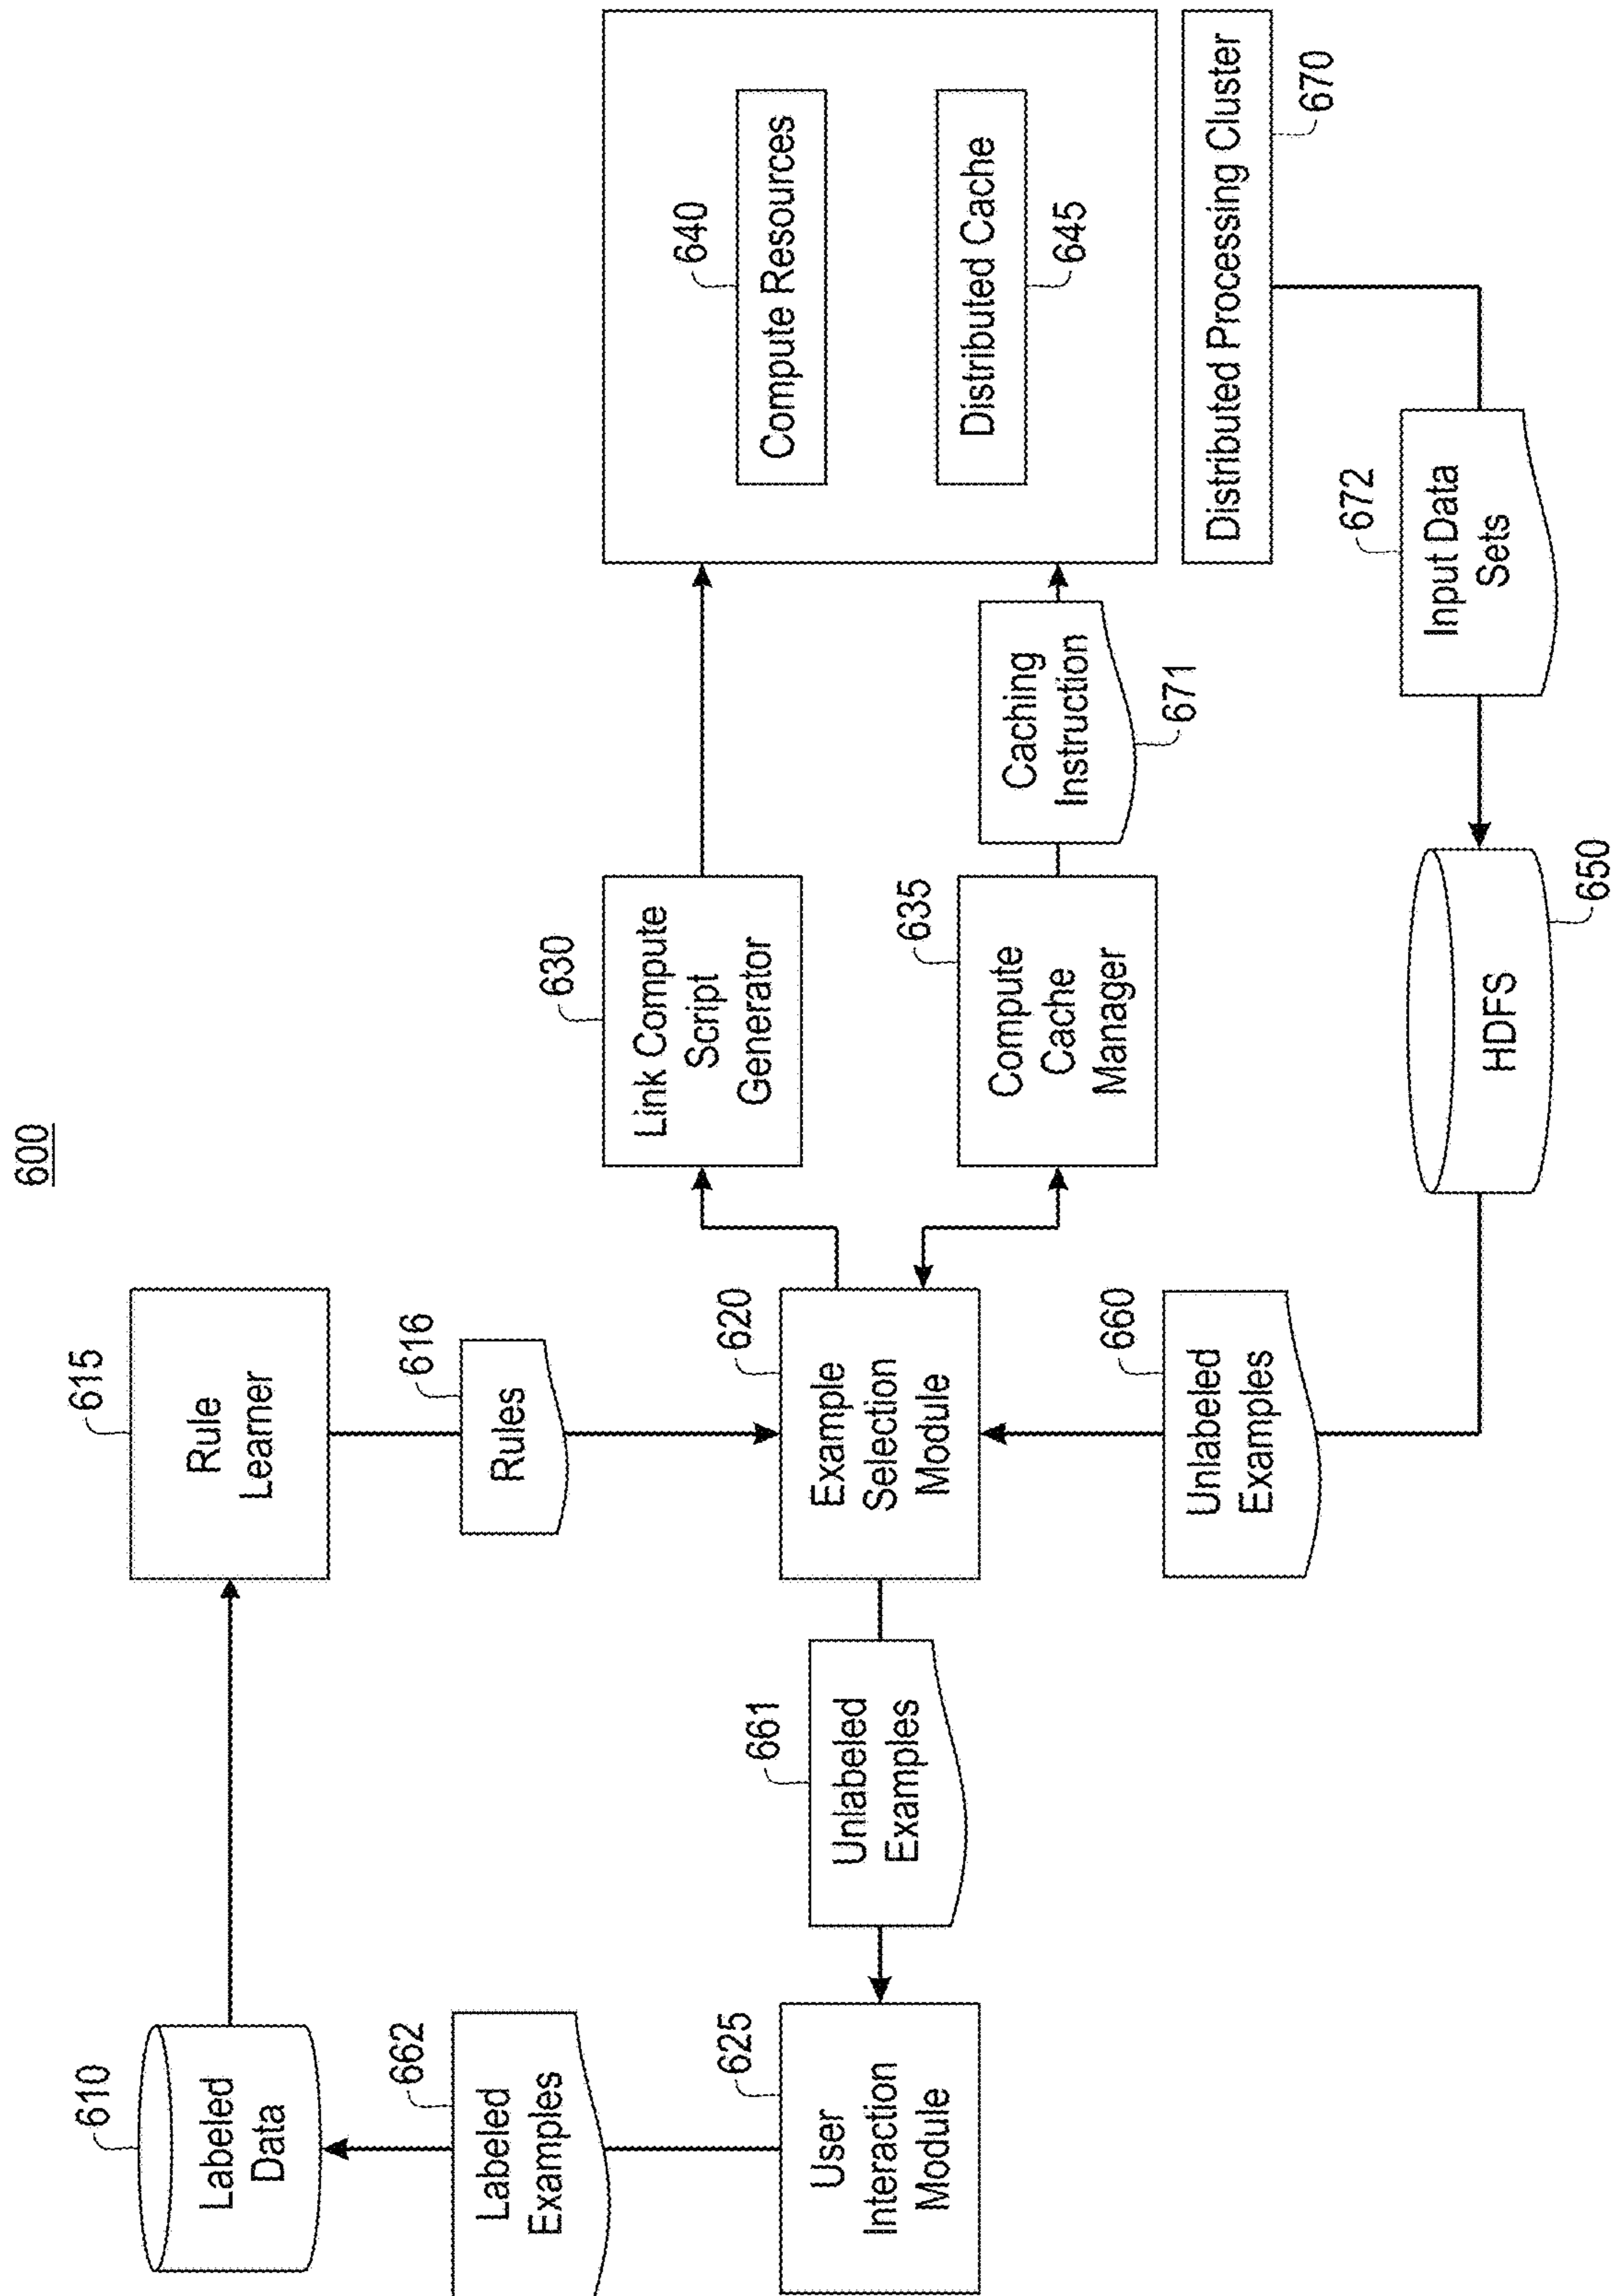 600
610
Labeled
Data
615
Rule
Learner
662
Labeled
Examples
616
Rules
625
User
Interaction
Module
661
Unlabeled
Examples
620
Example
Selection
Module
660
Unlabeled
Examples
630
Link Compute
Script
Generator
635
Compute
Cache
Manager
Caching
Instruction
671
640
Compute Resources
Distributed Cache
645
Distributed Processing Cluster
670
672
Input Data
Sets
HDFS
650